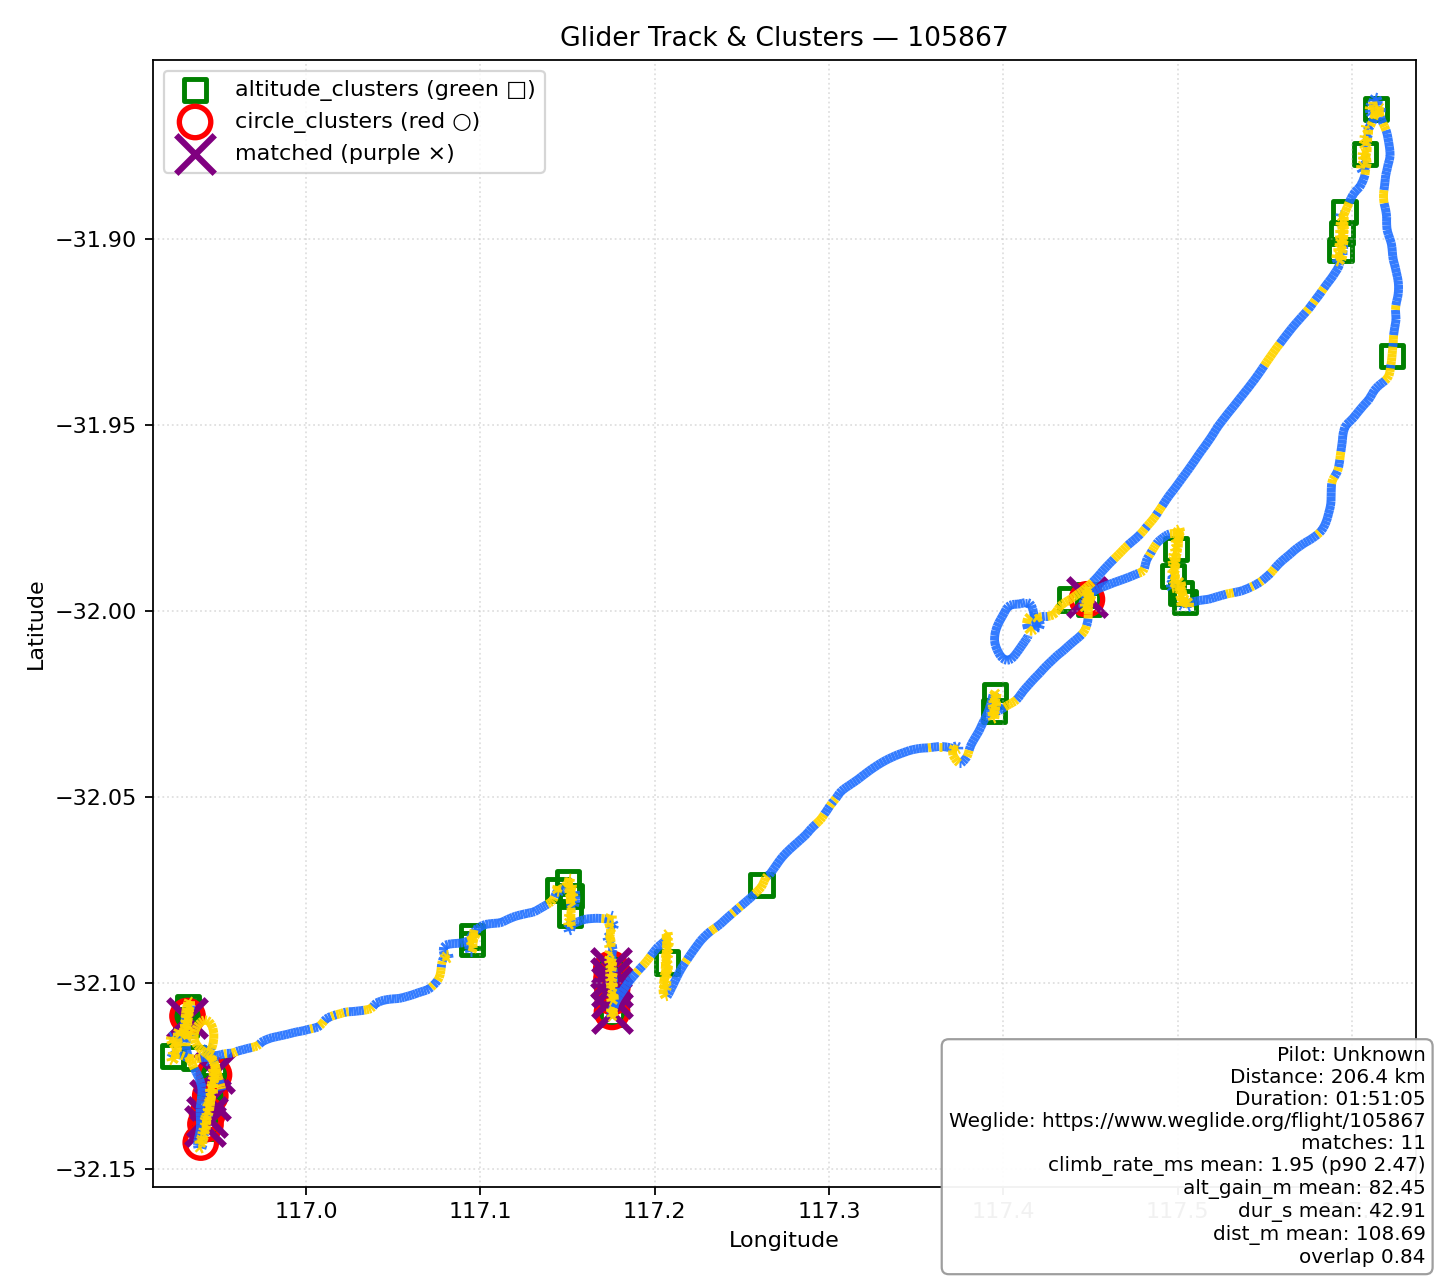 Glider Track & Clusters — 105867
altitude_clusters (green □)
circle_clusters (red ○)
matched (purple ×)
Latitude
−31.90
−31.95
−32.00
−32.05
−32.10
−32.15
117.0
117.1
117.2
117.3
117.4
117.5
Longitude
Pilot: Unknown
Distance: 206.4 km
Duration: 01:51:05
Weglide: https://www.weglide.org/flight/105867
matches: 11
climb_rate_ms mean: 1.95 (p90 2.47)
alt_gain_m mean: 82.45
dur_s mean: 42.91
dist_m mean: 108.69
overlap 0.84